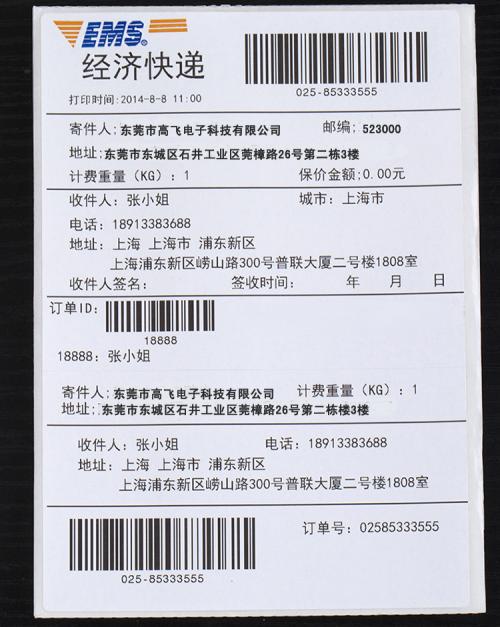 EMS®
经济快递
025-85333555
打印时间:2014-8-8 11:00
寄件人;东莞市高飞电子科技有限公司 邮编;523000
地址;东莞市东城区石井工业区莞樟路26号第二栋3楼
计费重量（KG）：1 保价金额;0.00元
收件人：张小姐 城市：上海市
电话：18913383688
地址：上海 上海市 浦东新区
上海浦东新区崂山路300号普联大厦二号楼1808室
收件人签名： 签收时间： 年 月 日
订单ID：
18888
18888：张小姐
寄件人;东莞市高飞电子科技有限公司 计费重量（KG）：1
地址;东莞市东城区石井工业区莞樟路26号第二栋楼3楼
收件人：张小姐 电话：18913383688
地址：上海 上海市 浦东新区
上海浦东新区崂山路300号普联大厦二号楼1808室
订单号：02585333555
025-85333555